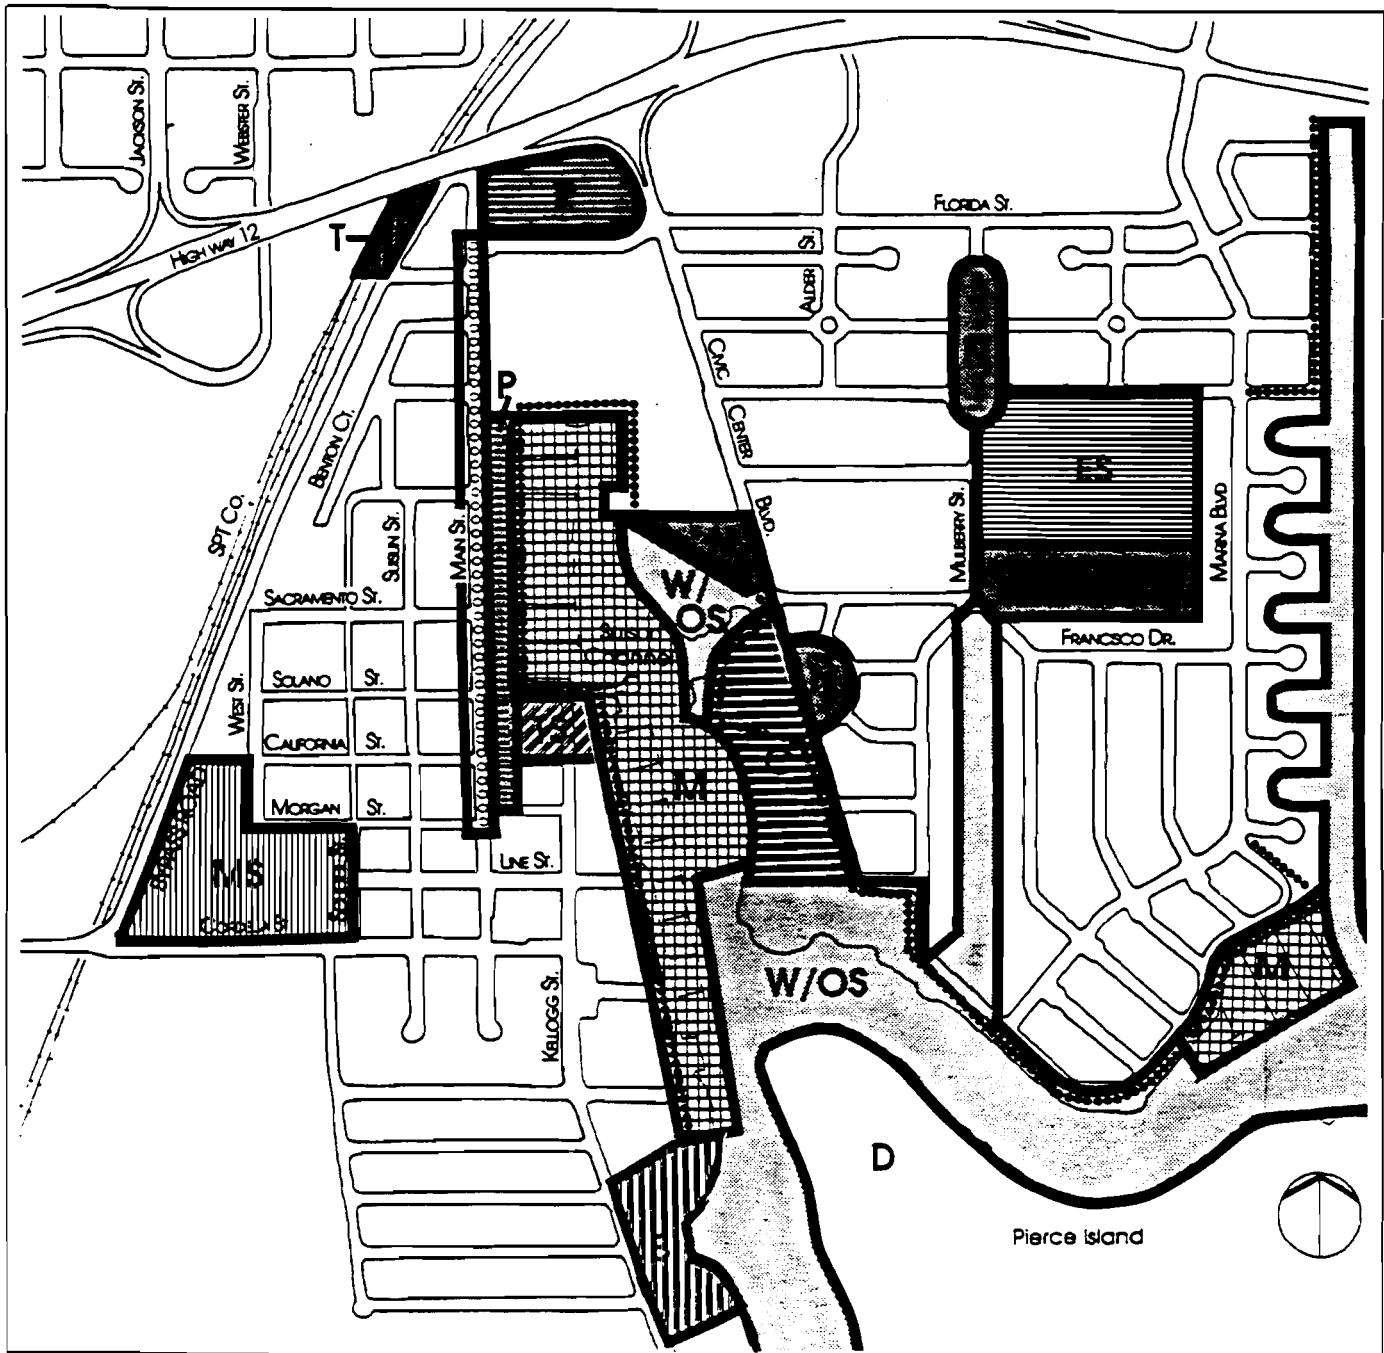 JACKSON ST.
WEBSTER ST.
HIGHWAY 12
T
FLORIDA ST.
ALDER ST.
CIVIC CENTER BLVD.
P
BENTON CT.
SPT CO.
SUISUN ST.
MAIN ST.
ES
MULBERRY ST.
MARINA BLVD
W/
OS
SACRAMENTO ST.
FRANCISCO DR.
SOLANO ST.
WEST ST.
CALIFORNIA ST.
MORGAN ST.
M
LINE ST.
MS
CORDELIA ST
W/OS
M
KELLOGG ST.
D
Pierce Island